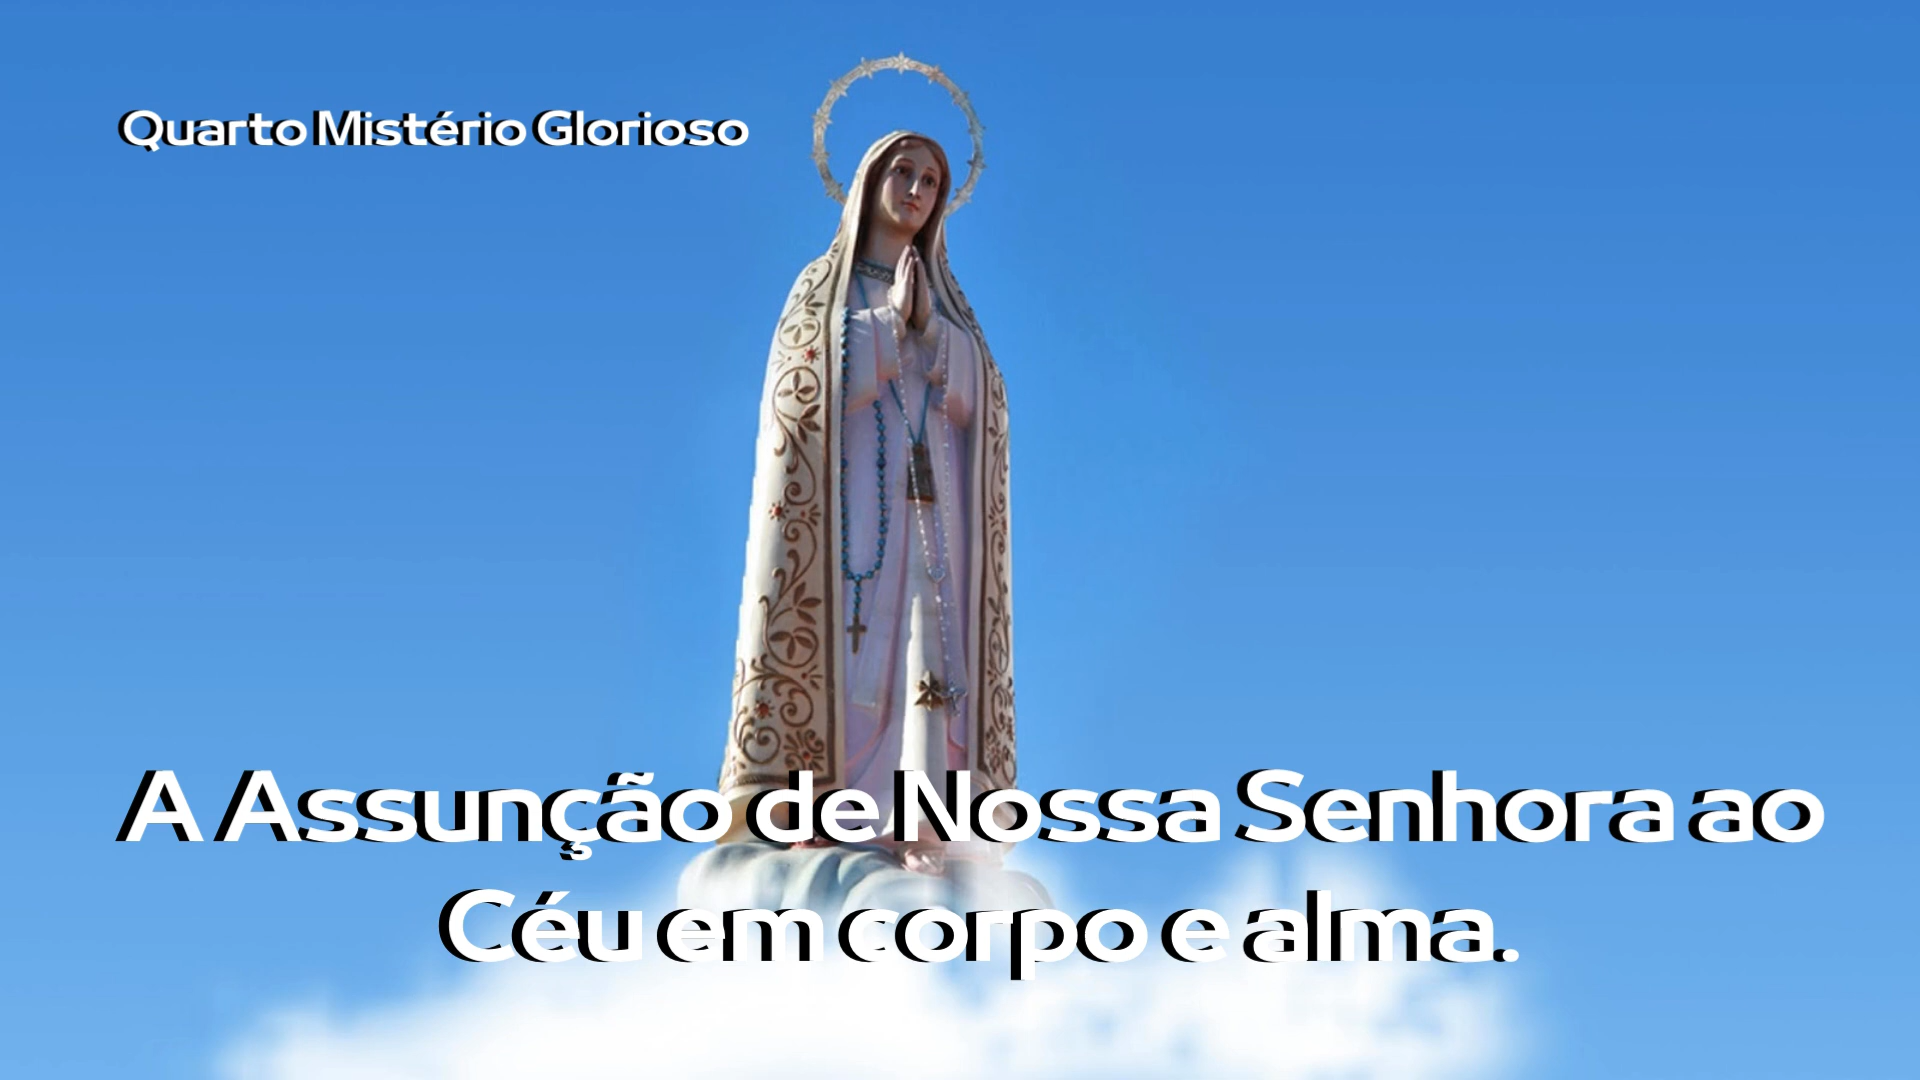 Quarto Mistério Glorioso
A Assunção de Nossa Senhora ao
Céu em corpo e alma.